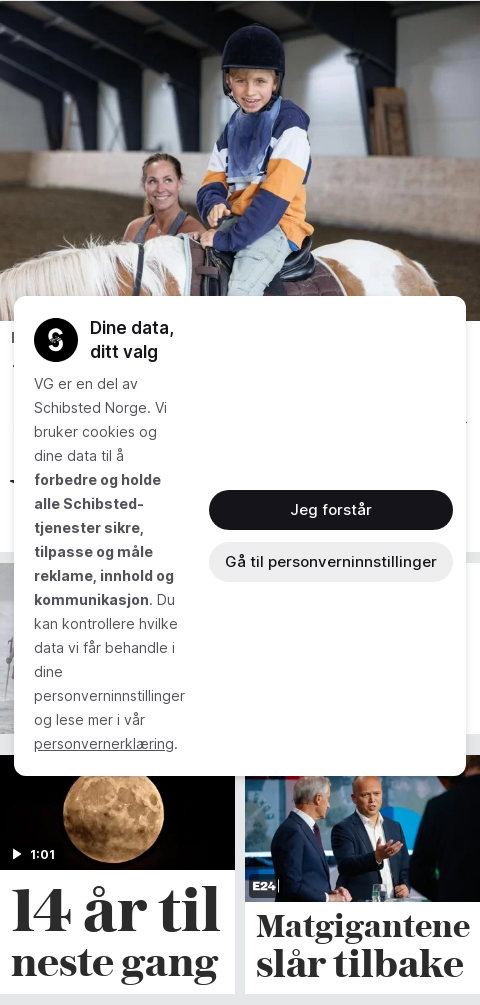 Dine data,
ditt valg
VG er en del av
Schibsted Norge. Vi
bruker cookies og
dine data til å
forbedre og holde
alle Schibsted-
tjenester sikre,
tilpasse og måle
reklame, innhold og
kommunikasjon. Du
kan kontrollere hvilke
data vi får behandle i
dine
personverninnstillinger
og lese mer i vår
personvernerklæring.
Jeg forstår
Gå til personverninnstillinger
1:01
14 år til
neste gang
E24
Matgigantene
slår tilbake